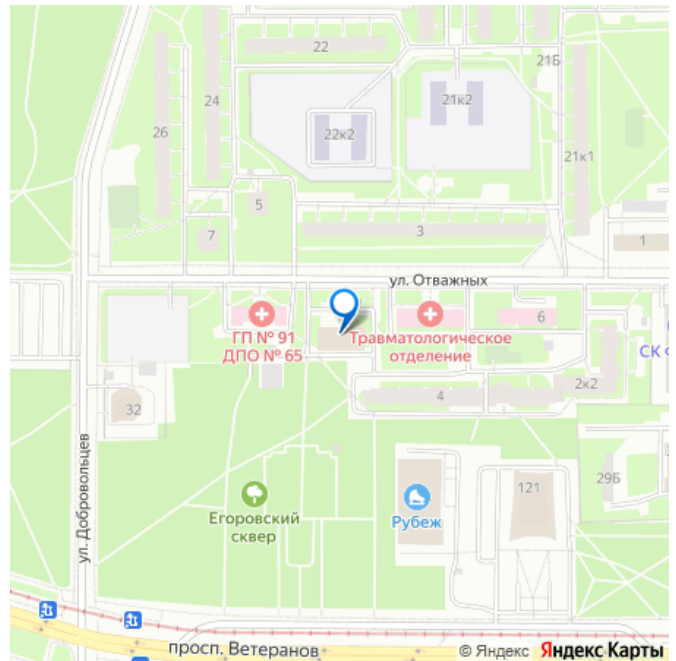 22
21Б
24
21к2
26
22к2
21к1
5
7
3
1
ул. Отважных
ГП № 91
ДПО № 65
Травматологическое
отделение
6
СК
2к2
4
32
ул. Добровольцев
Егоровский
сквер
Рубеж
121
29Б
просп. Ветеранов
© Яндекс Яндекс Карты